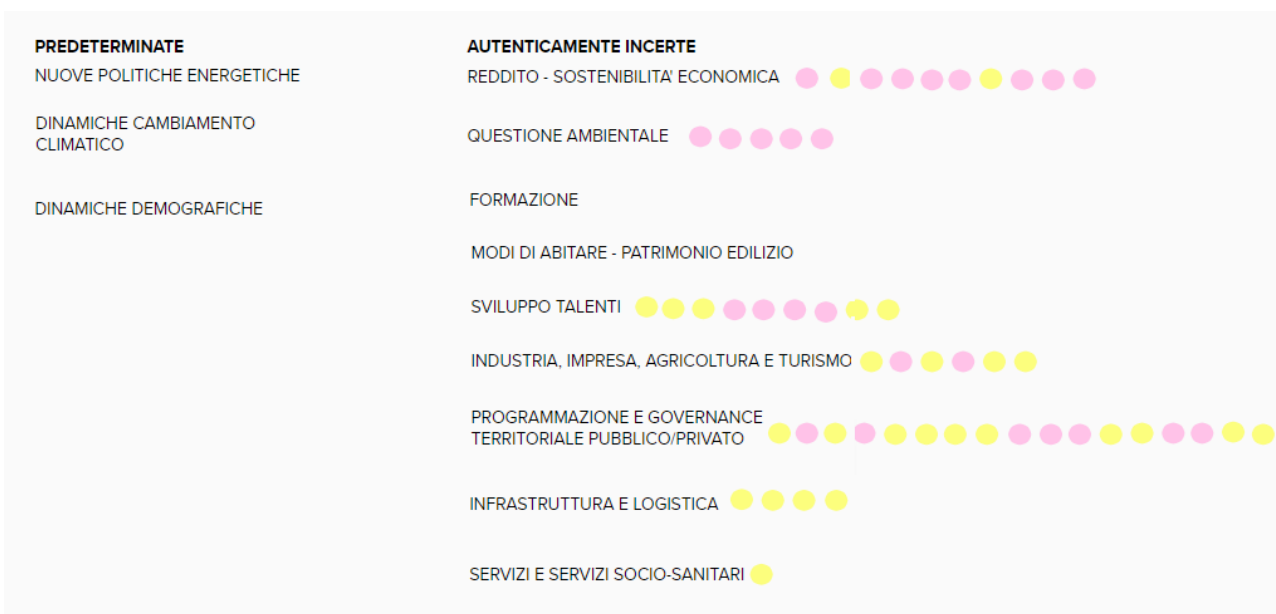 PREDETERMINATE
NUOVE POLITICHE ENERGETICHE
DINAMICHE CAMBIAMENTO
CLIMATICO
DINAMICHE DEMOGRAFICHE
AUTENTICAMENTE INCERTE
REDDITO - SOSTENIBILITA' ECONOMICA
QUESTIONE AMBIENTALE
FORMAZIONE
MODI DI ABITARE - PATRIMONIO EDILIZIO
SVILUPPO TALENTI
INDUSTRIA, IMPRESA, AGRICOLTURA E TURISMO
PROGRAMMAZIONE E GOVERNANCE
TERRITORIALE PUBBLICO/PRIVATO
INFRASTRUTTURA E LOGISTICA
SERVIZI E SERVIZI SOCIO-SANITARI